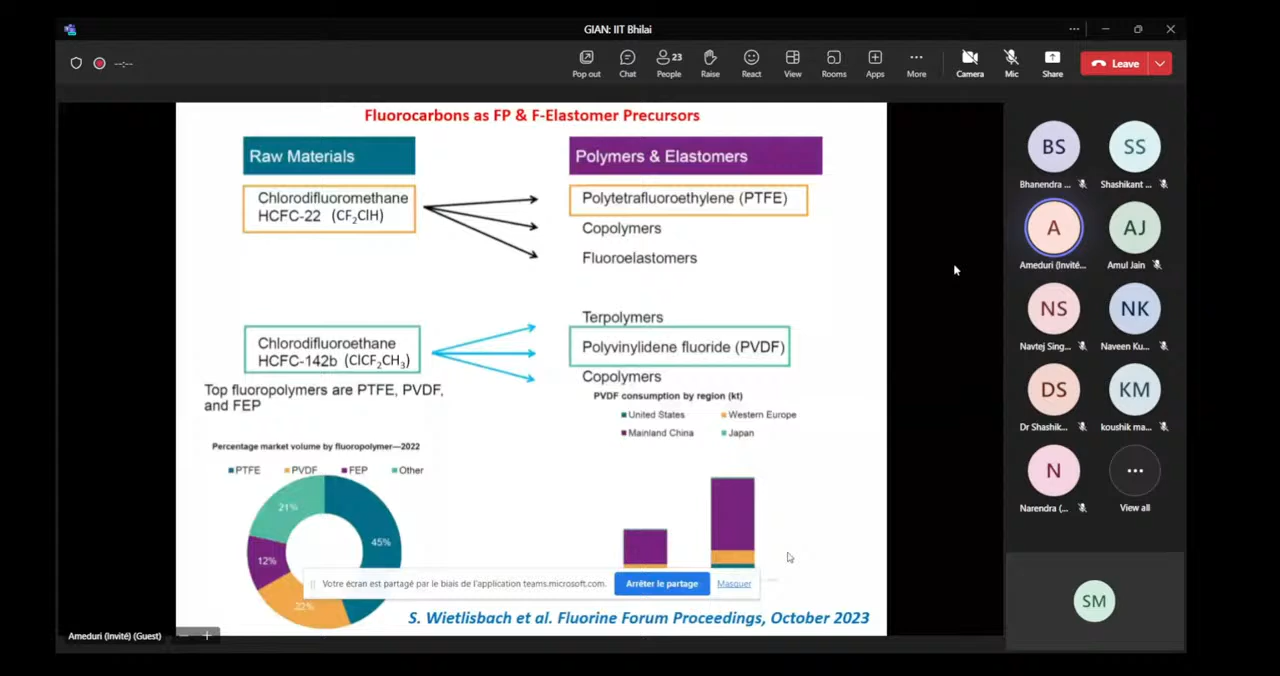 GIAN: IIT Bhilai
Pop out
Chat
23
People
Raise
React
View
Rooms
Apps
More
Camera
Mic
Share
Leave
--:--
Fluorocarbons as FP & F-Elastomer Precursors
Raw Materials
Polymers & Elastomers
Chlorodifluoromethane
HCFC-22 (CF₂ClH)
Polytetrafluoroethylene (PTFE)
Copolymers
Fluoroelastomers
Chlorodifluoroethane
HCFC-142b (ClCF₂CH₃)
Terpolymers
Polyvinylidene fluoride (PVDF)
Copolymers
Top fluoropolymers are PTFE, PVDF,
and FEP
PVDF consumption by region (kt)
United States
Western Europe
Mainland China
Japan
Percentage market volume by fluoropolymer—2022
PTFE
PVDF
FEP
Other
21%
45%
12%
22%
Votre écran est partagé par le biais de l'application teams.microsoft.com.
Arrêter le partage
Masquer
S. Wietlisbach et al. Fluorine Forum Proceedings, October 2023
Ameduri (Invité) (Guest)
BS
Bhanendra ...
SS
Shashikant ...
A
Ameduri (Invité...
AJ
Amul Jain
NS
Navtej Sing...
NK
Naveen Ku...
DS
Dr Shashik...
KM
koushik ma...
N
Narendra (...
...
View all
SM